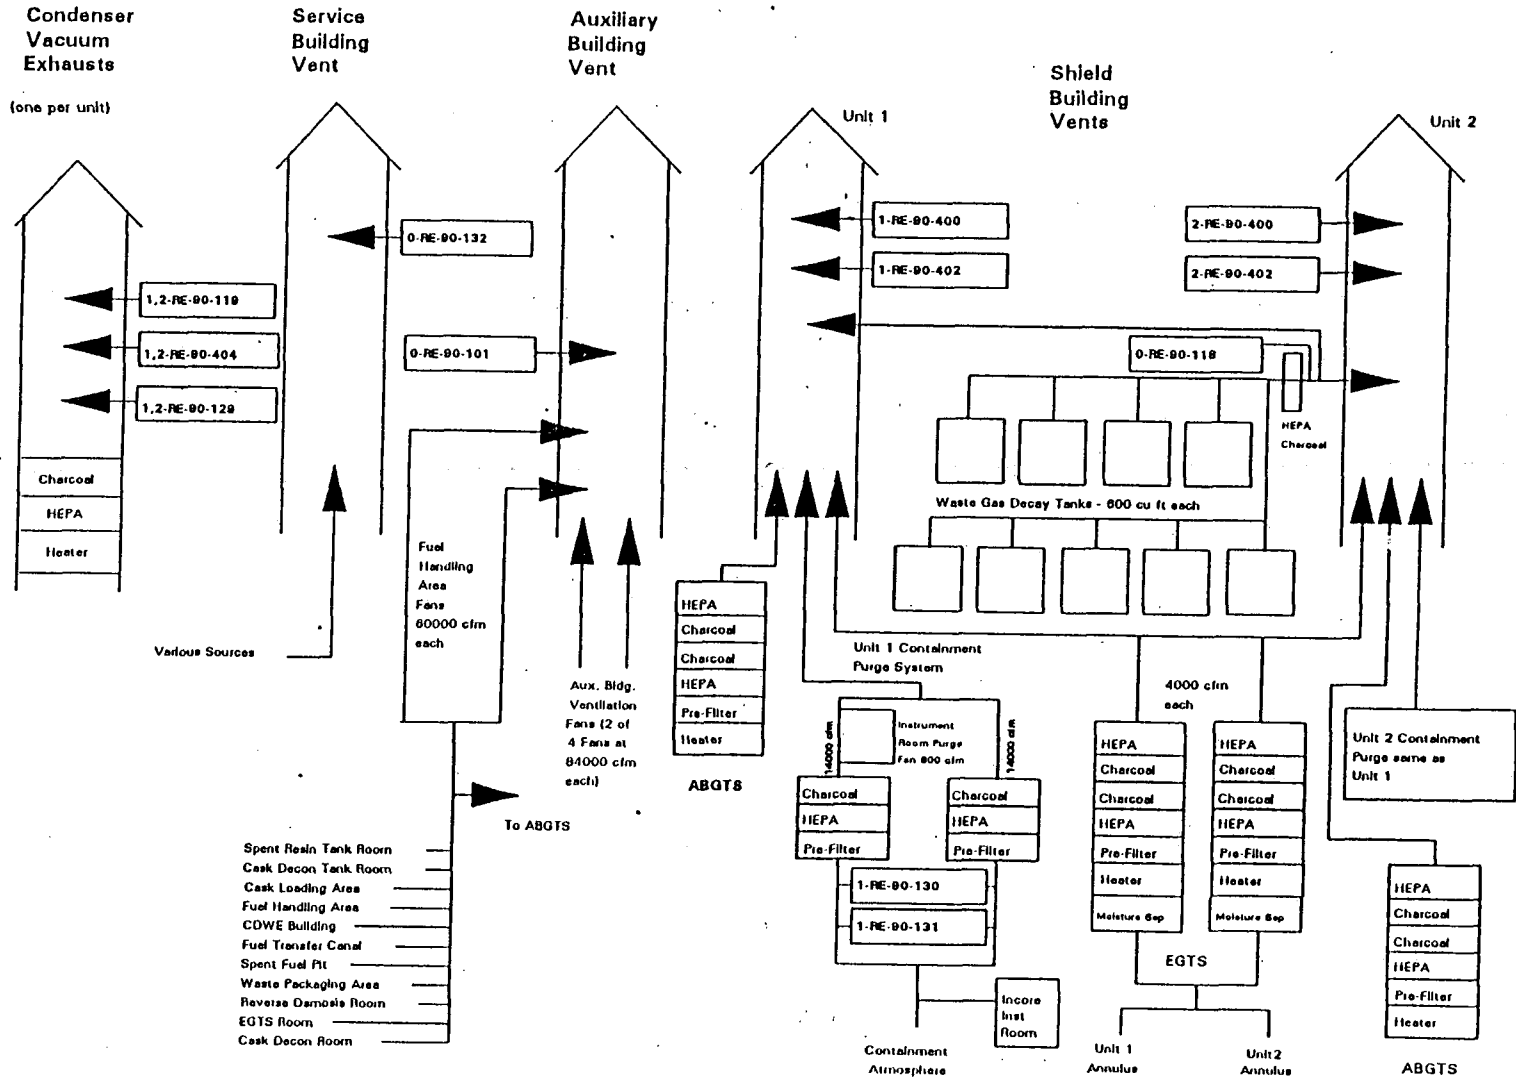 Condenser
Vacuum
Exhausts
(one per unit)
Service
Building
Vent
Auxiliary
Building
Vent
Shield
Building
Vents
Unit 1
Unit 2
1,2-RE-90-119
1,2-RE-90-404
1,2-RE-90-129
Charcoal
HEPA
Heater
0-RE-90-132
0-RE-90-101
1-RE-90-400
1-RE-90-402
2-RE-90-400
2-RE-90-402
0-RE-90-118
HEPA
Charcoal
Waste Gas Decay Tanks - 600 cu ft each
Various Sources
Fuel
Handling
Area
Fans
60000 cfm
each
Aux. Bldg.
Ventilation
Fans (2 of
4 Fans at
84000 cfm
each)
To ABGTS
Spent Resin Tank Room
Cask Decon Tank Room
Cask Loading Area
Fuel Handling Area
CDWE Building
Fuel Transfer Canal
Spent Fuel Pit
Waste Packaging Area
Reverse Osmosis Room
EGTS Room
Cask Decon Room
HEPA
Charcoal
Charcoal
HEPA
Pre-Filter
Heater
ABGTS
Unit 1 Containment
Purge System
14000 cfm
Instrument
Room Purge
Fan 800 cfm
14000 cfm
Charcoal
HEPA
Pre-Filter
Charcoal
HEPA
Pre-Filter
1-RE-90-130
1-RE-90-131
Incore
Inst
Room
Containment
Atmosphere
4000 cfm
each
HEPA
Charcoal
Charcoal
HEPA
Pre-Filter
Heater
Moisture Sep
HEPA
Charcoal
Charcoal
HEPA
Pre-Filter
Heater
Moisture Sep
EGTS
Unit 1
Annulus
Unit2
Annulus
Unit 2 Containment
Purge same as
Unit 1
HEPA
Charcoal
Charcoal
HEPA
Pre-Filter
Heater
ABGTS